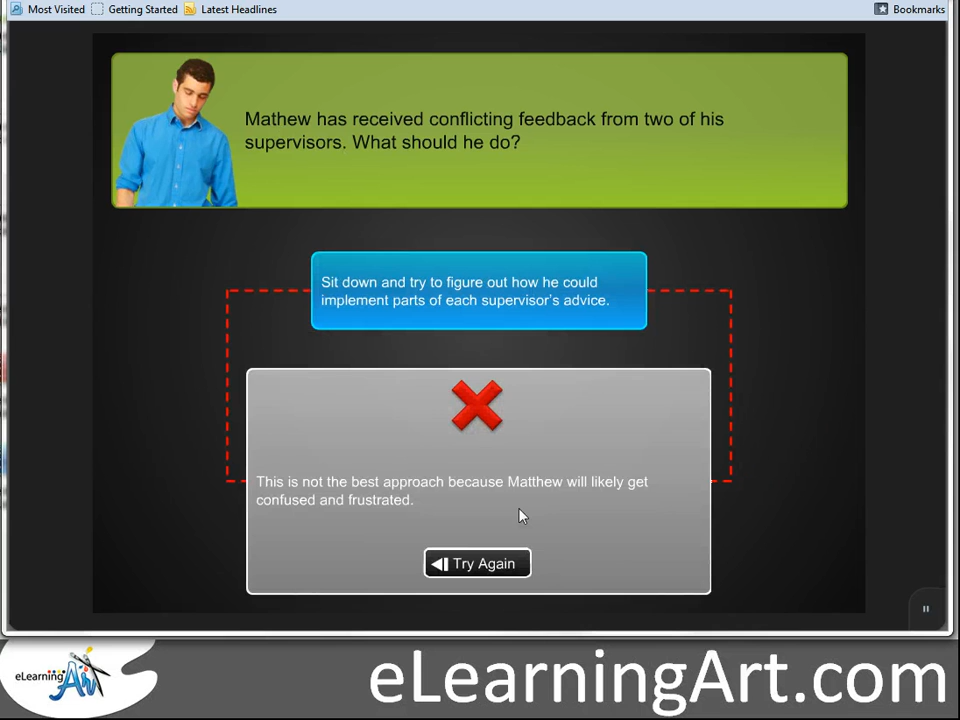 Most Visited Getting Started Latest Headlines Bookmarks
Mathew has received conflicting feedback from two of his
supervisors. What should he do?
Sit down and try to figure out how he could
implement parts of each supervisor's advice.
This is not the best approach because Matthew will likely get
confused and frustrated.
Try Again
eLearning Art
eLearningArt.com